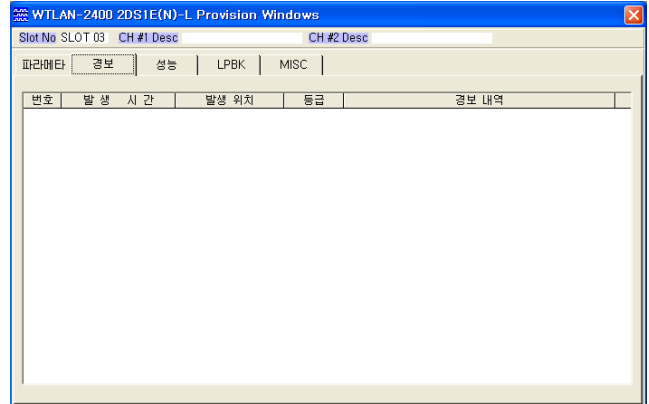 WTLAN-2400 2DS1E(N)-L Provision Windows
Slot No SLOT 03 CH #1 Desc CH #2 Desc
파라메타 경보 성능 LPBK MISC
번호 발 생 시 간 발생 위치 등급 경보 내역